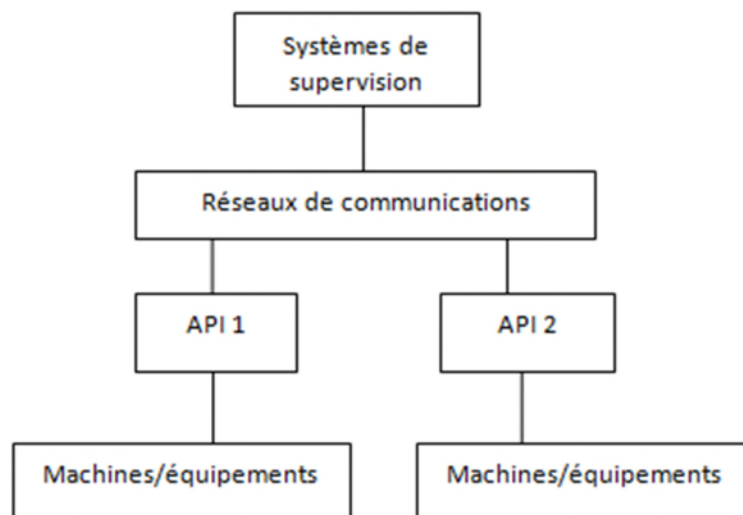 Systèmes de
supervision
Réseaux de communications
API 1
API 2
Machines/équipements
Machines/équipements